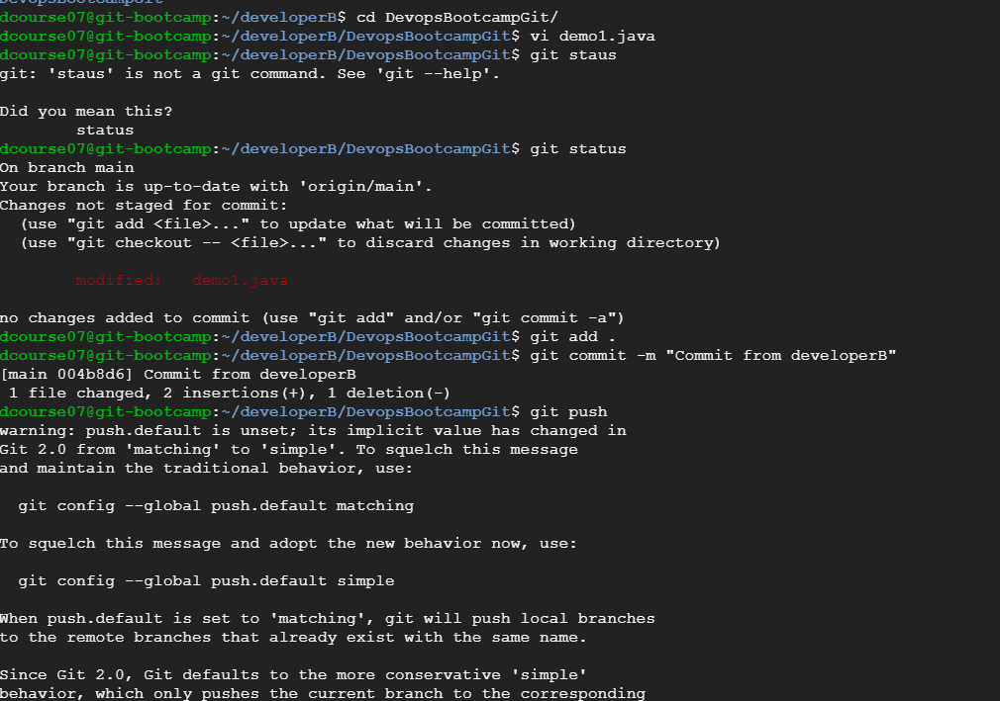 DevopsBootcampGit
dcourse07@git-bootcamp:~/developerB$ cd DevopsBootcampGit/
dcourse07@git-bootcamp:~/developerB/DevopsBootcampGit$ vi demo1.java
dcourse07@git-bootcamp:~/developerB/DevopsBootcampGit$ git staus
git: 'staus' is not a git command. See 'git --help'.

Did you mean this?
        status
dcourse07@git-bootcamp:~/developerB/DevopsBootcampGit$ git status
On branch main
Your branch is up-to-date with 'origin/main'.
Changes not staged for commit:
  (use "git add <file>..." to update what will be committed)
  (use "git checkout -- <file>..." to discard changes in working directory)

        modified:   demo1.java

no changes added to commit (use "git add" and/or "git commit -a")
dcourse07@git-bootcamp:~/developerB/DevopsBootcampGit$ git add .
dcourse07@git-bootcamp:~/developerB/DevopsBootcampGit$ git commit -m "Commit from developerB"
[main 004b8d6] Commit from developerB
 1 file changed, 2 insertions(+), 1 deletion(-)
dcourse07@git-bootcamp:~/developerB/DevopsBootcampGit$ git push
warning: push.default is unset; its implicit value has changed in
Git 2.0 from 'matching' to 'simple'. To squelch this message
and maintain the traditional behavior, use:

  git config --global push.default matching

To squelch this message and adopt the new behavior now, use:

  git config --global push.default simple

When push.default is set to 'matching', git will push local branches
to the remote branches that already exist with the same name.

Since Git 2.0, Git defaults to the more conservative 'simple'
behavior, which only pushes the current branch to the corresponding